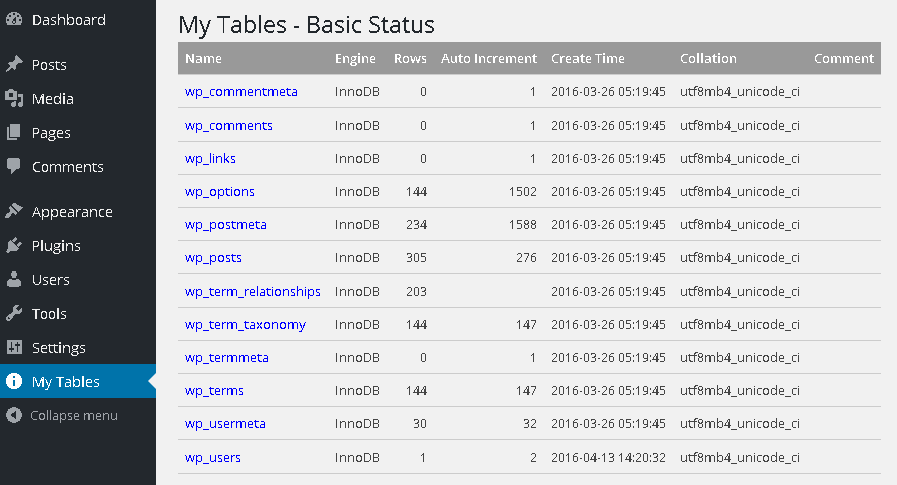 Dashboard
Posts
Media
Pages
Comments
Appearance
Plugins
Users
Tools
Settings
My Tables
Collapse menu
My Tables - Basic Status
Name Engine Rows Auto Increment Create Time Collation Comment
wp_commentmeta InnoDB 0 1 2016-03-26 05:19:45 utf8mb4_unicode_ci
wp_comments InnoDB 0 1 2016-03-26 05:19:45 utf8mb4_unicode_ci
wp_links InnoDB 0 1 2016-03-26 05:19:45 utf8mb4_unicode_ci
wp_options InnoDB 144 1502 2016-03-26 05:19:45 utf8mb4_unicode_ci
wp_postmeta InnoDB 234 1588 2016-03-26 05:19:45 utf8mb4_unicode_ci
wp_posts InnoDB 305 276 2016-03-26 05:19:45 utf8mb4_unicode_ci
wp_term_relationships InnoDB 203 2016-03-26 05:19:45 utf8mb4_unicode_ci
wp_term_taxonomy InnoDB 144 147 2016-03-26 05:19:45 utf8mb4_unicode_ci
wp_termmeta InnoDB 0 1 2016-03-26 05:19:45 utf8mb4_unicode_ci
wp_terms InnoDB 144 147 2016-03-26 05:19:45 utf8mb4_unicode_ci
wp_usermeta InnoDB 30 32 2016-03-26 05:19:45 utf8mb4_unicode_ci
wp_users InnoDB 1 2 2016-04-13 14:20:32 utf8mb4_unicode_ci